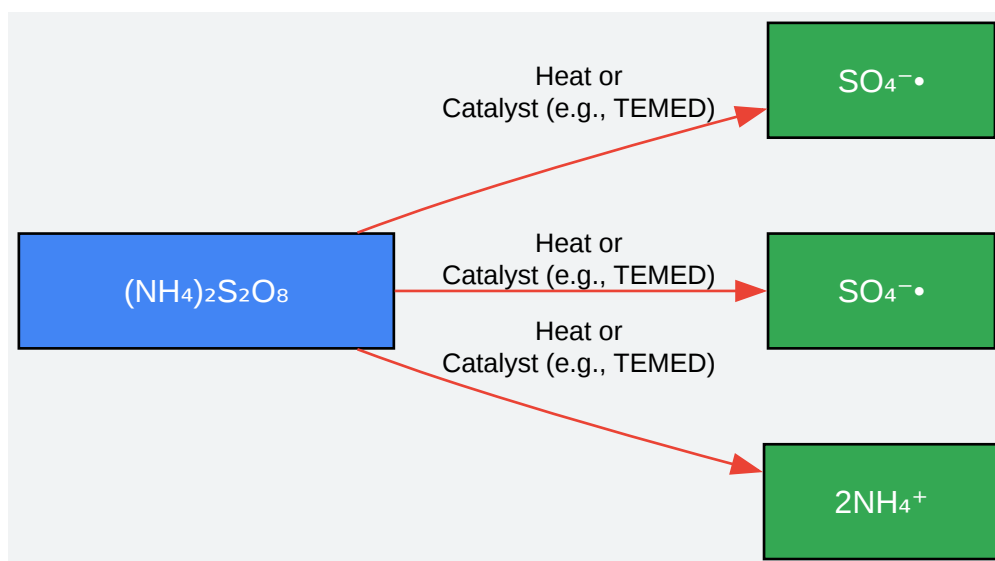 Heat or
Catalyst (e.g., TEMED)
SO₄⁻•
(NH₄)₂S₂O₈
Heat or
Catalyst (e.g., TEMED)
SO₄⁻•
Heat or
Catalyst (e.g., TEMED)
2NH₄⁺